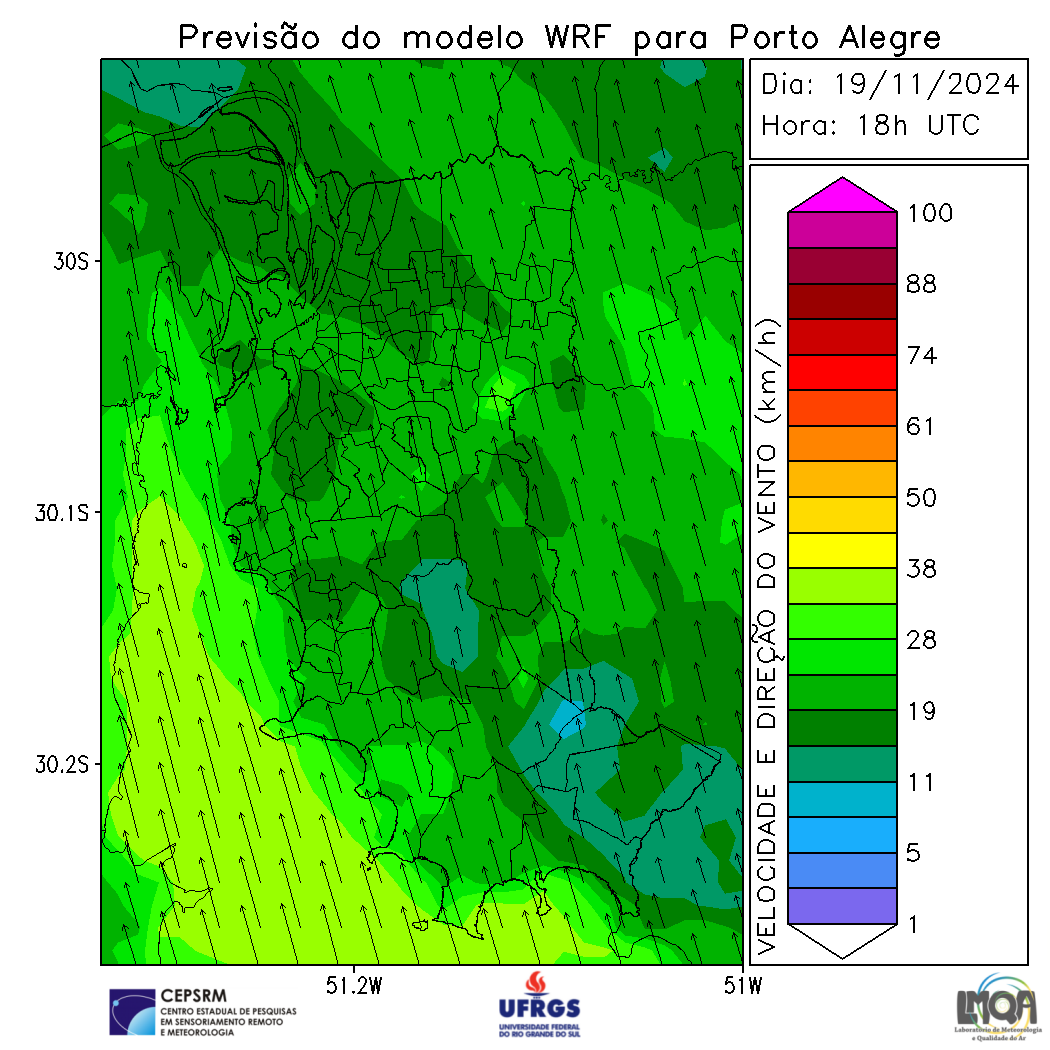 Previsão do modelo WRF para Porto Alegre
Dia: 19/11/2024
Hora: 18h UTC
30S
30.1S
30.2S
51.2W
51W
VELOCIDADE E DIREÇÃO DO VENTO (km/h)
100
88
74
61
50
38
28
19
11
5
1
CEPSRM
CENTRO ESTADUAL DE PESQUISAS
EM SENSORIAMENTO REMOTO
E METEOROLOGIA
UFRGS
UNIVERSIDADE FEDERAL
DO RIO GRANDE DO SUL
LMQA
Laboratório de Meteorologia
e Qualidade do Ar